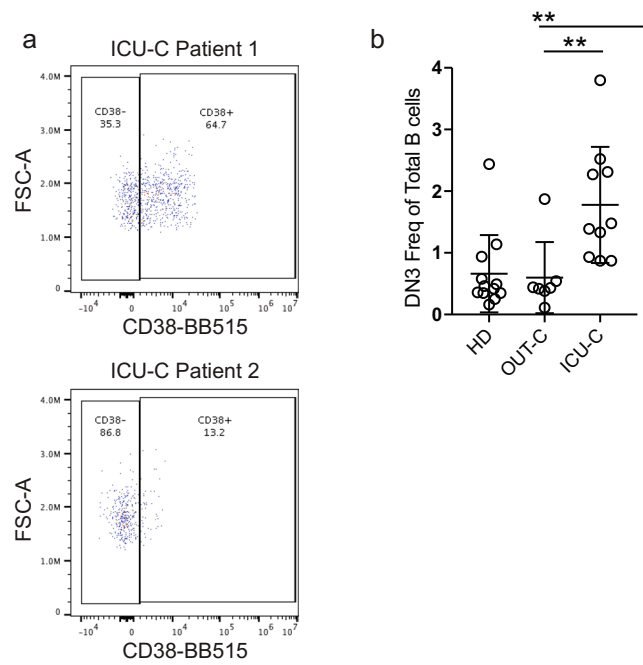 a
ICU-C Patient 1
4.0M
3.0M
2.0M
1.0M
0
CD38-
35.3
CD38+
64.7
-10^4 0 10^4 10^5 10^6 10^7
FSC-A
CD38-BB515
ICU-C Patient 2
4.0M
3.0M
2.0M
1.0M
0
CD38-
86.8
CD38+
13.2
-10^4 0 10^4 10^5 10^6 10^7
FSC-A
CD38-BB515
b
**
**
4
3
2
1
0
DN3 Freq of Total B cells
HD
OUT-C
ICU-C